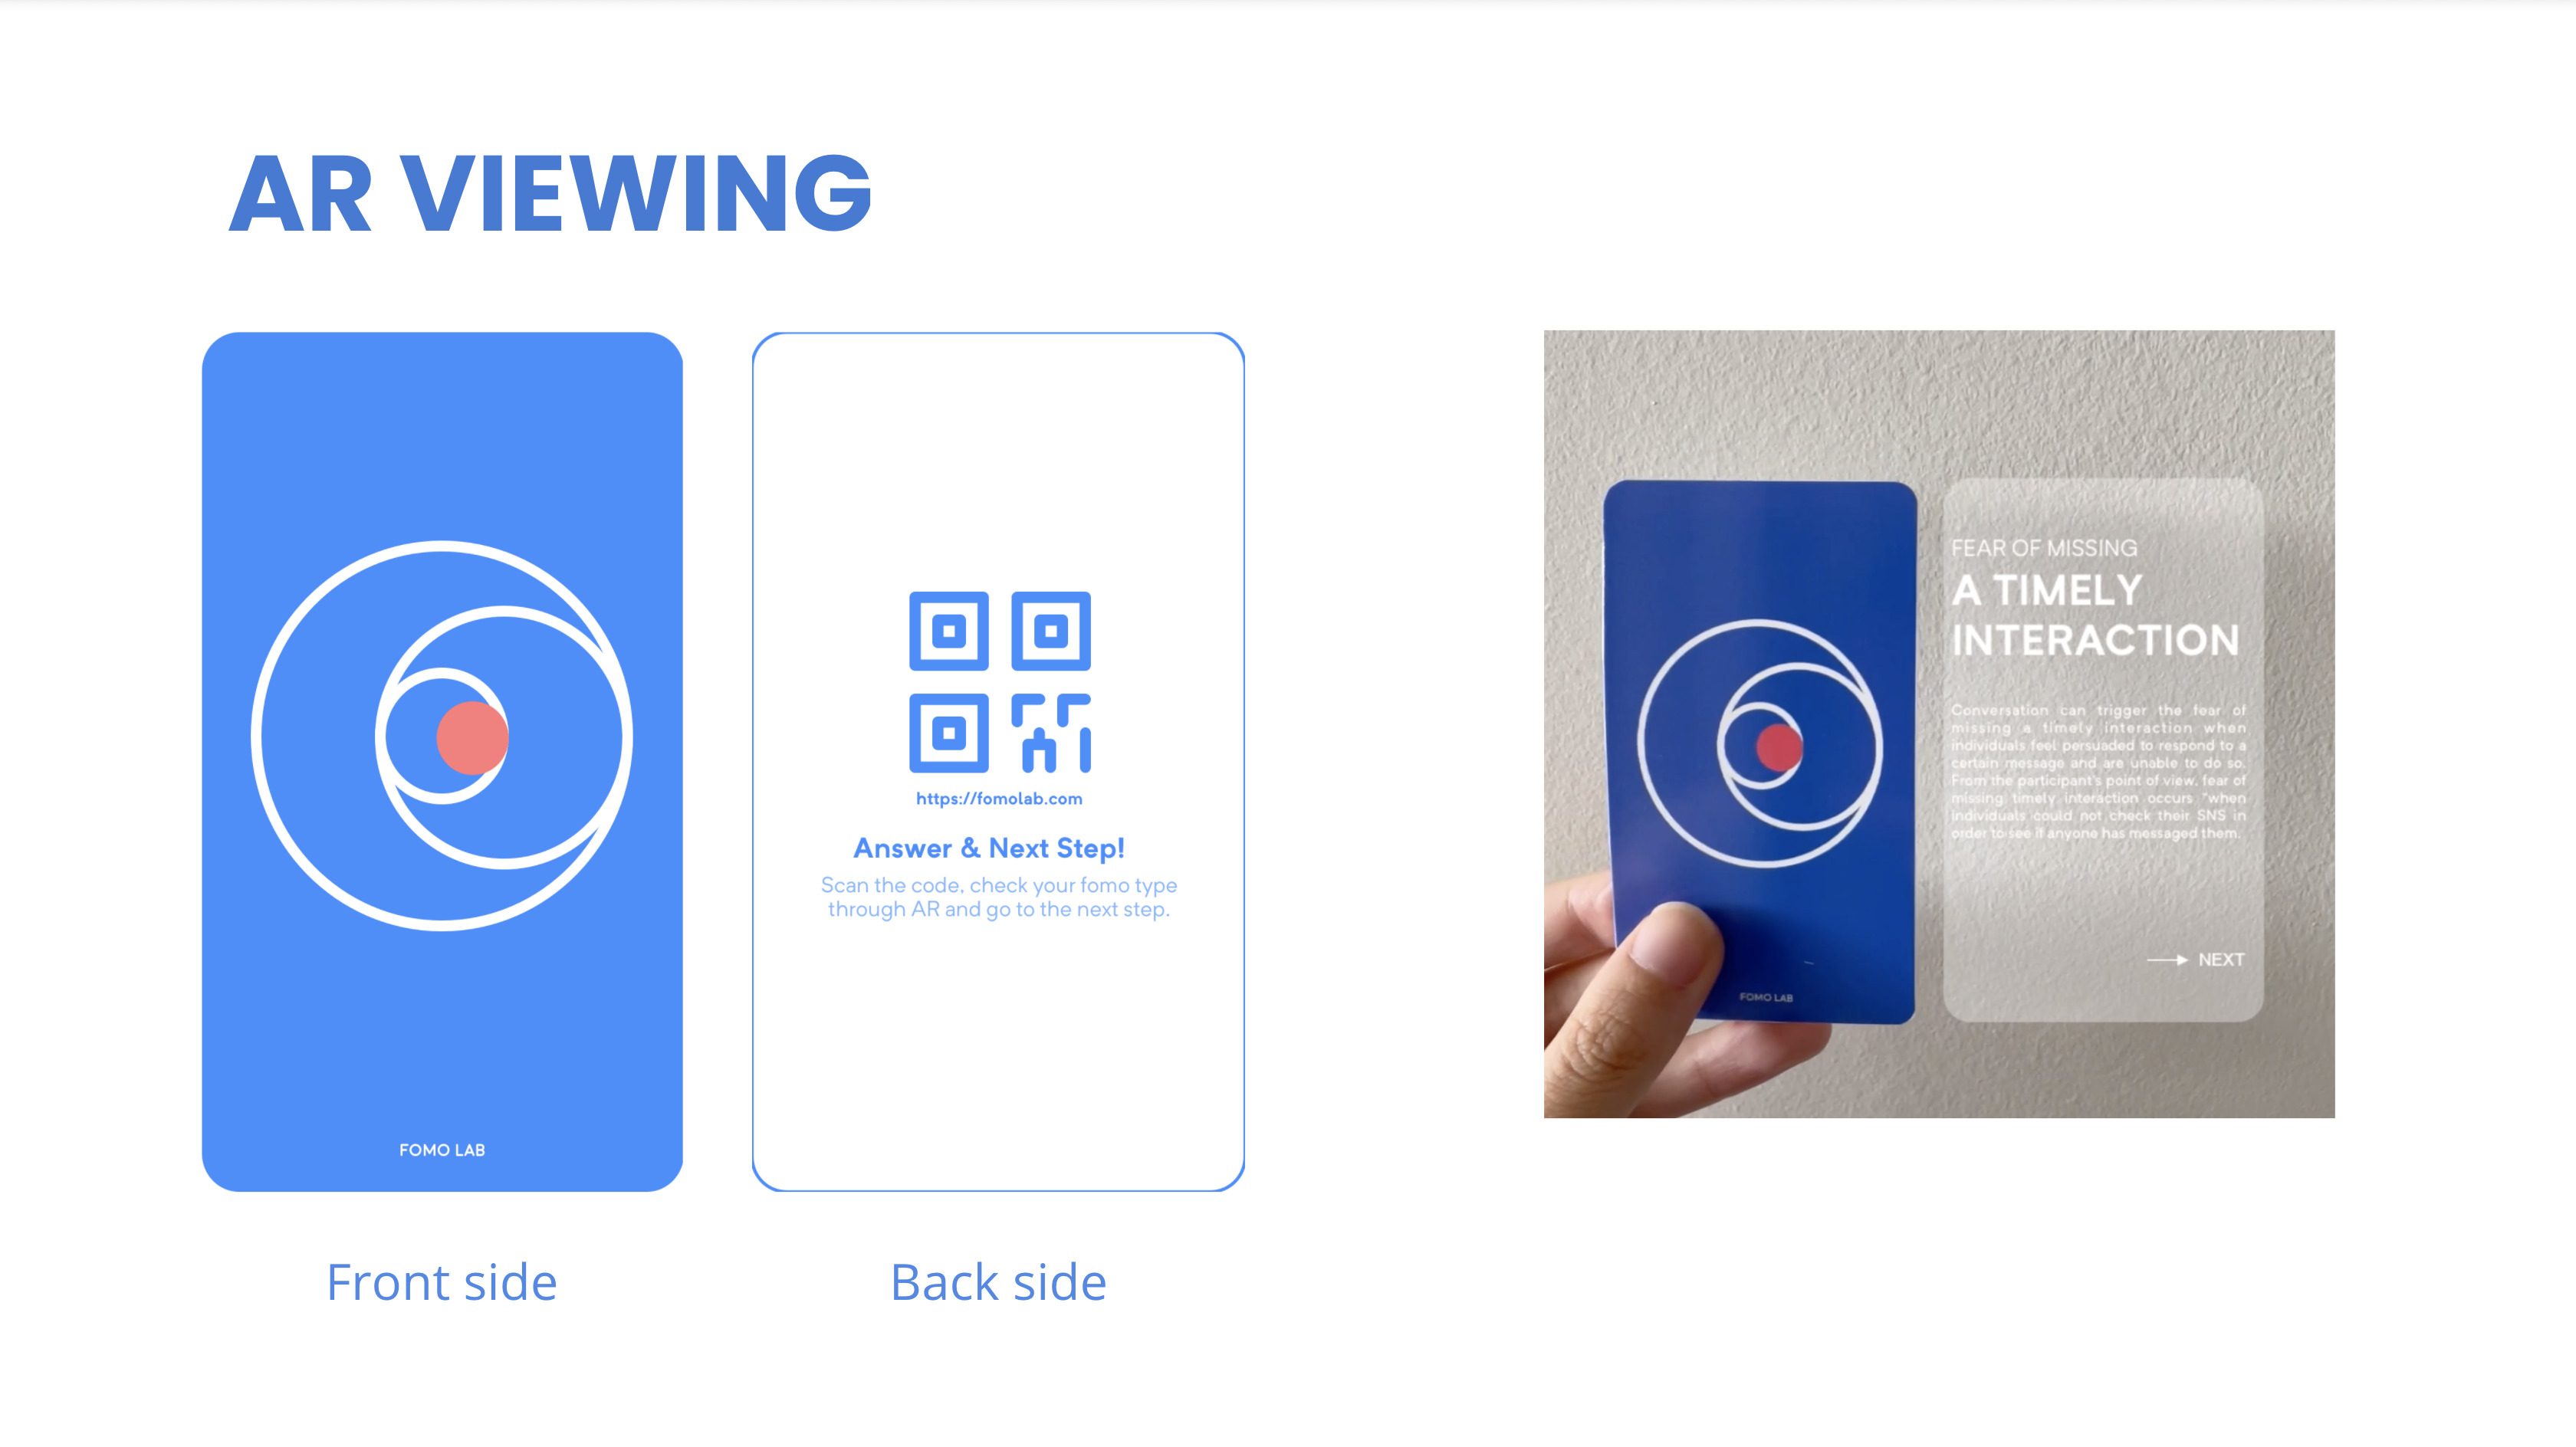 AR VIEWING
FOMO LAB
Front side
https://fomolab.com
Answer & Next Step!
Scan the code, check your fomo type
through AR and go to the next step.
Back side
FOMO LAB
FEAR OF MISSING
A TIMELY
INTERACTION
Conversation can trigger the fear of
missing a timely interaction when
individuals feel persuaded to respond to a
certain message and are unable to do so.
From the participant's point of view, fear of
missing timely interaction occurs "when
individuals could not check their SNS in
order to see if anyone has messaged them.
NEXT